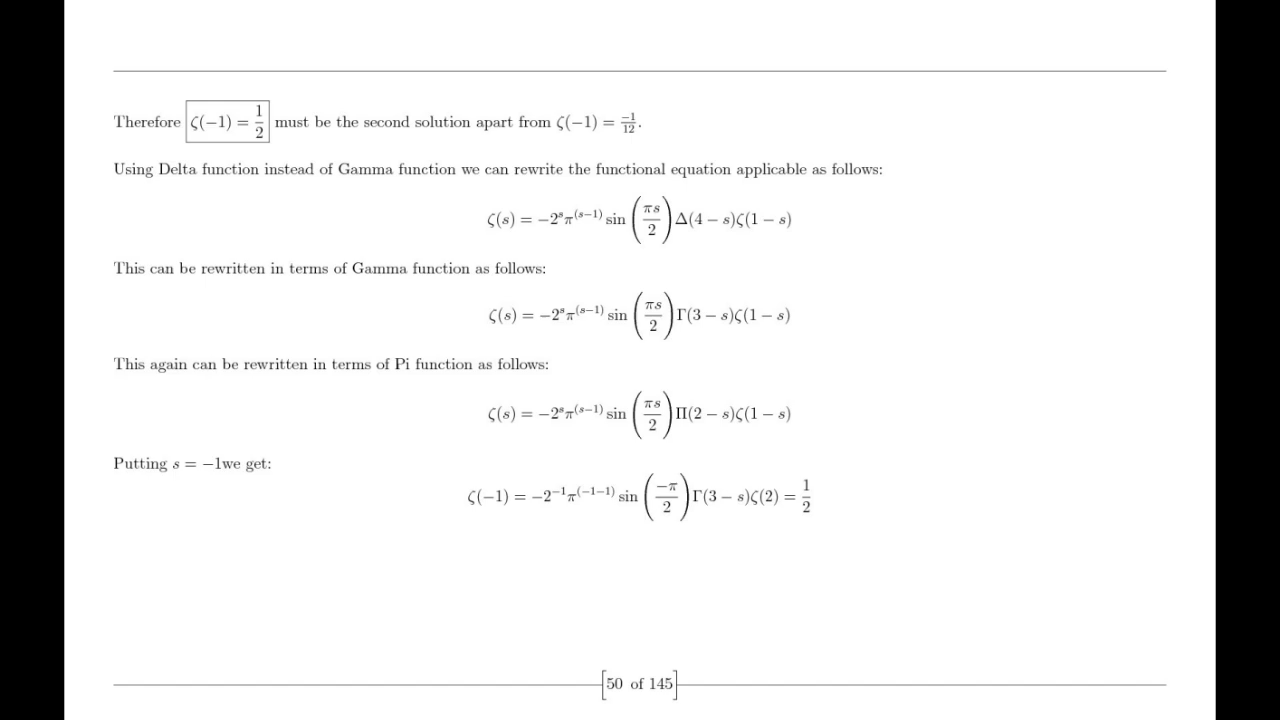 Therefore ζ(−1) = 1/2 must be the second solution apart from ζ(−1) = −1/12.
Using Delta function instead of Gamma function we can rewrite the functional equation applicable as follows:
ζ(s) = −2^s π^(s−1) sin (πs/2) Δ(4 − s)ζ(1 − s)
This can be rewritten in terms of Gamma function as follows:
ζ(s) = −2^s π^(s−1) sin (πs/2) Γ(3 − s)ζ(1 − s)
This again can be rewritten in terms of Pi function as follows:
ζ(s) = −2^s π^(s−1) sin (πs/2) Π(2 − s)ζ(1 − s)
Putting s = −1we get:
ζ(−1) = −2^−1 π^(−1−1) sin (−π/2) Γ(3 − s)ζ(2) = 1/2
[50 of 145]